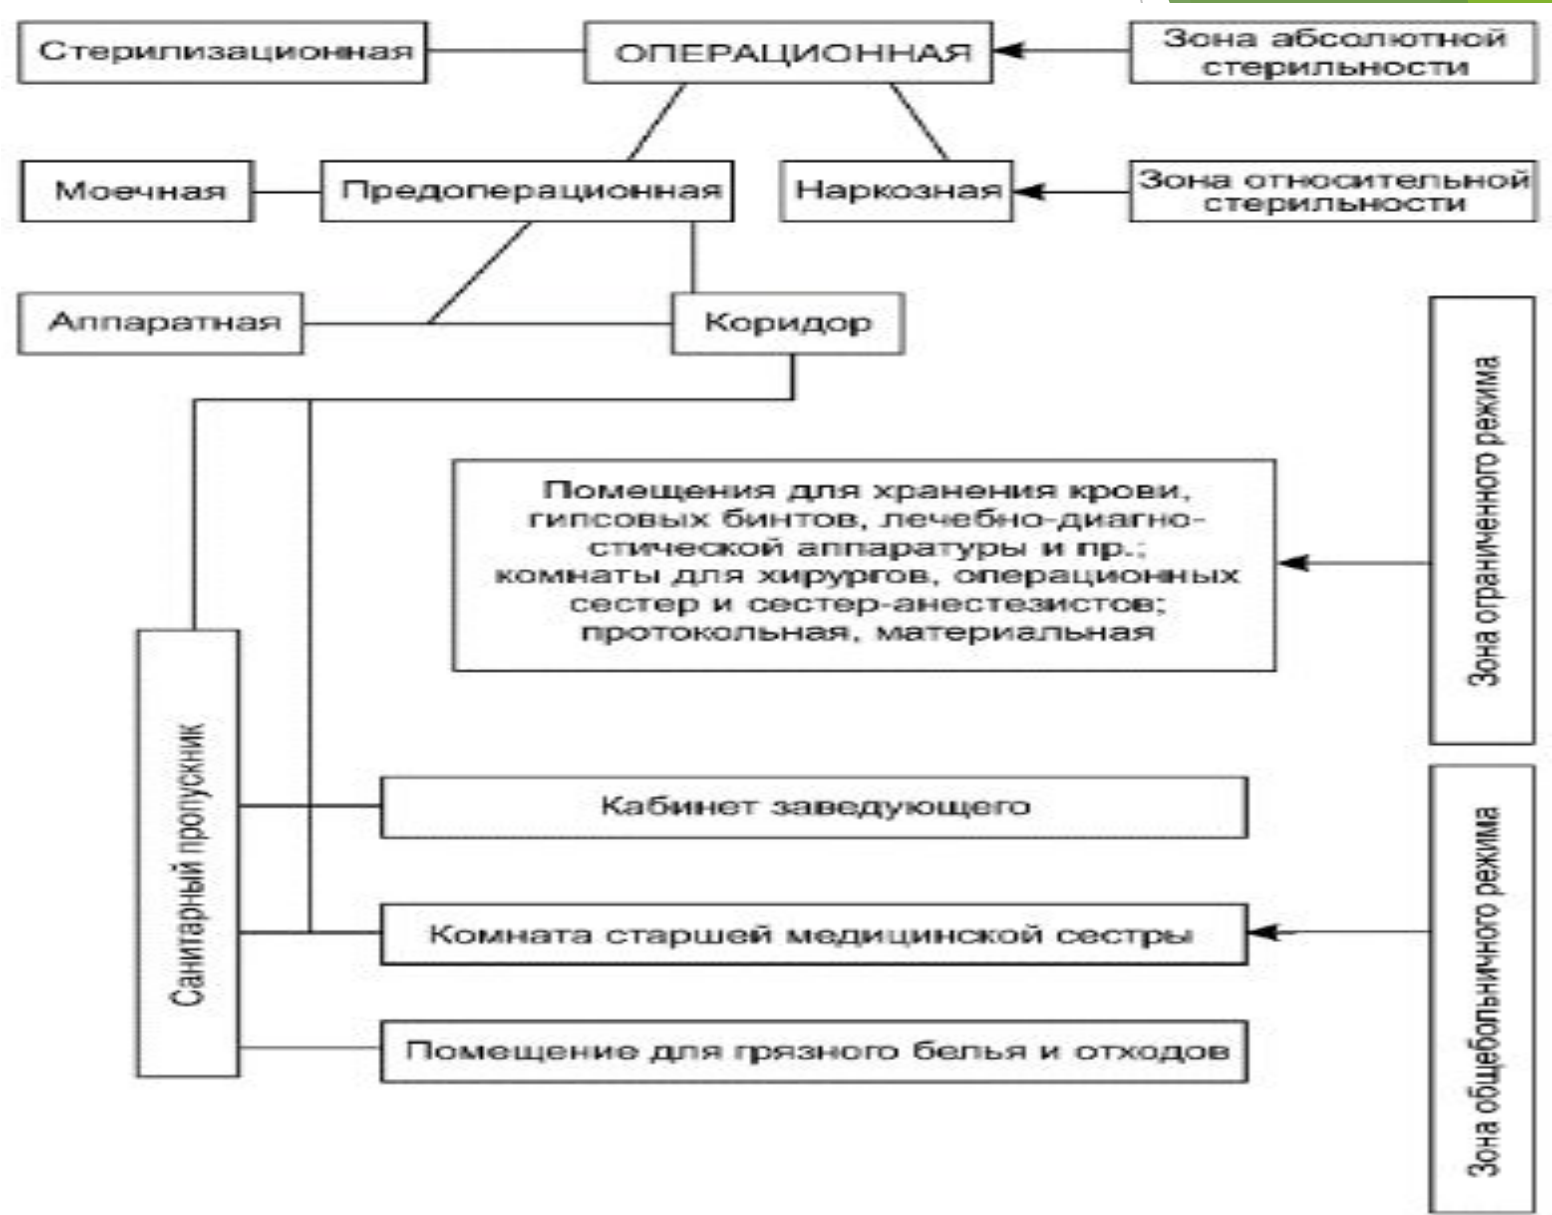 Стерилизационная
ОПЕРАЦИОННАЯ
Зона абсолютной
стерильности
Моечная
Предоперационная
Наркозная
Зона относительной
стерильности
Аппаратная
Коридор
Зона ограниченного режима
Помещения для хранения крови,
гипсовых бинтов, лечебно-диагно-
стической аппаратуры и пр.;
комнаты для хирургов, операционных
сестер и сестер-анестезистов;
протокольная, материальная
Санитарный пропускник
Кабинет заведующего
Комната старшей медицинской сестры
Помещение для грязного белья и отходов
Зона общебольничного режима